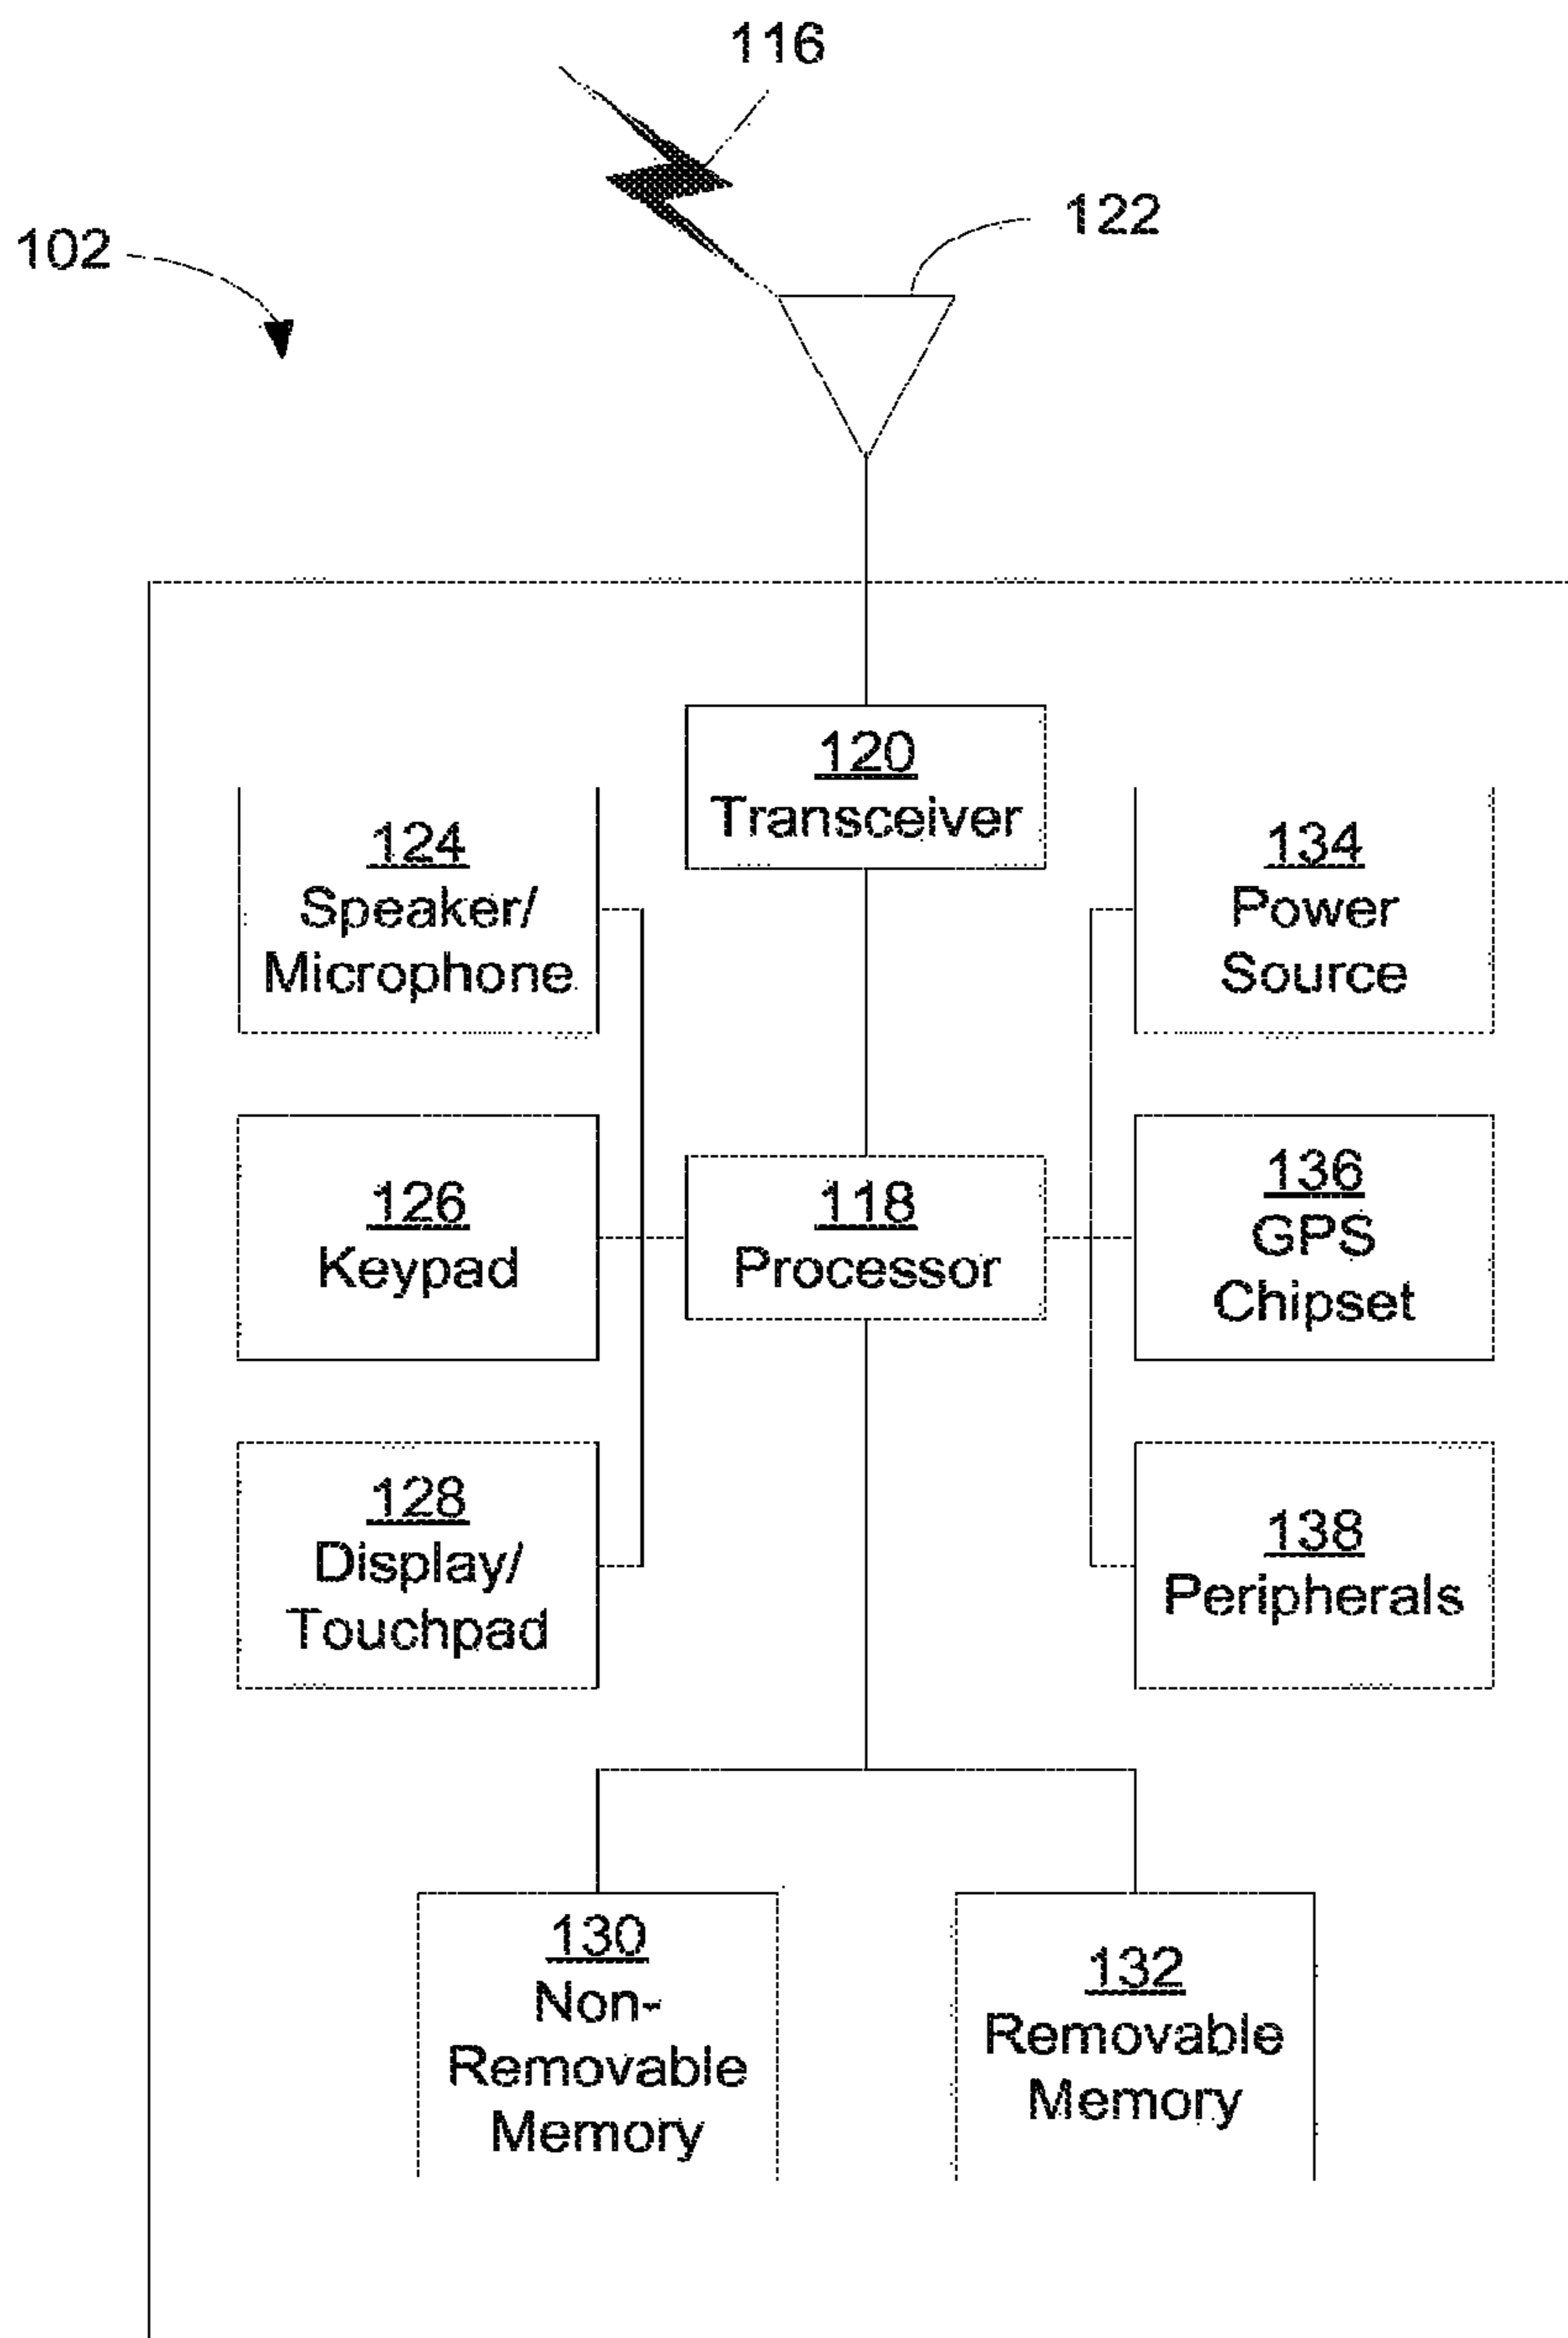 116
122
102
120
Transceiver
124
Speaker/
Microphone
134
Power
Source
126
Keypad
118
Processor
136
GPS
Chipset
128
Display/
Touchpad
138
Peripherals
130
Non-
Removable
Memory
132
Removable
Memory